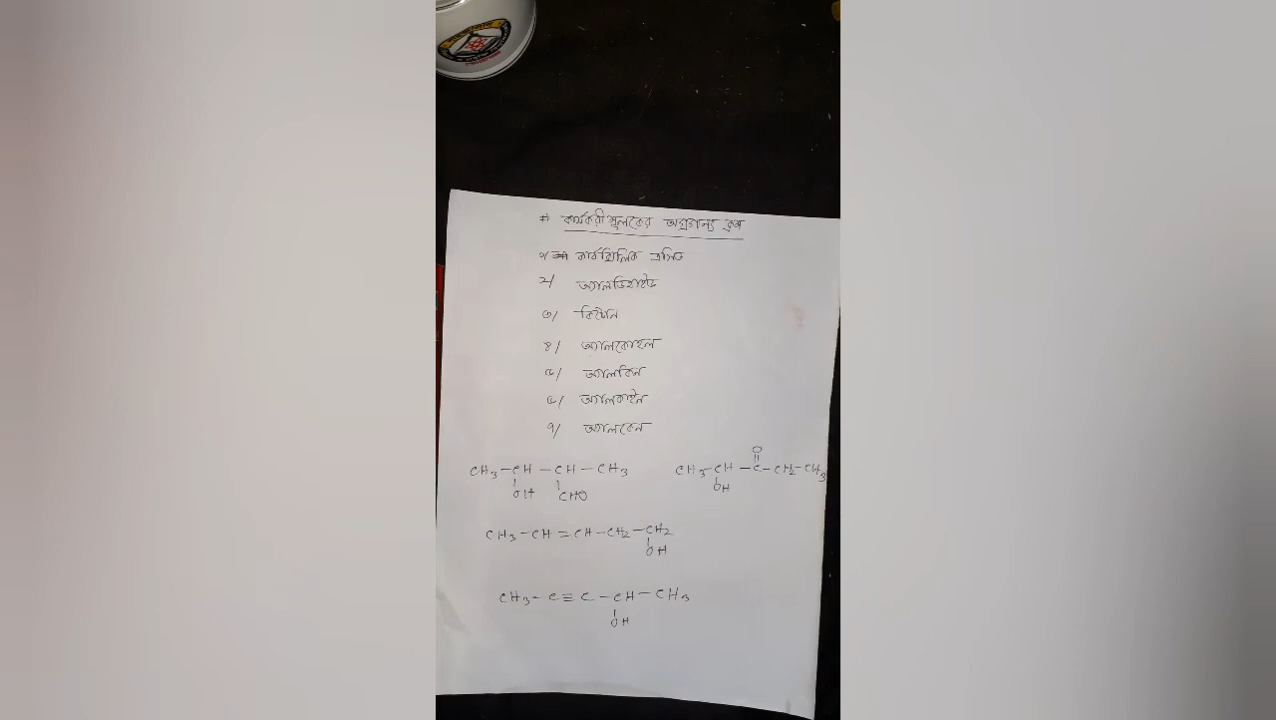 # কার্যকরীমূলকের অগ্রগন্য ক্রম
১/ কার্বক্সিলিক এসিড
২/ অ্যালডিহাইড
৩/ কিটোন
৪/ অ্যালকোহল
৫/ অ্যালকিন
৬/ অ্যালকাইন
৭/ অ্যালকেন
CH3-CH-CH-CH3
OH CHO
O
CH3-CH-C-CH2-CH3
OH
CH3-CH=CH-CH2-CH2
OH
CH3-C≡C-CH-CH3
OH